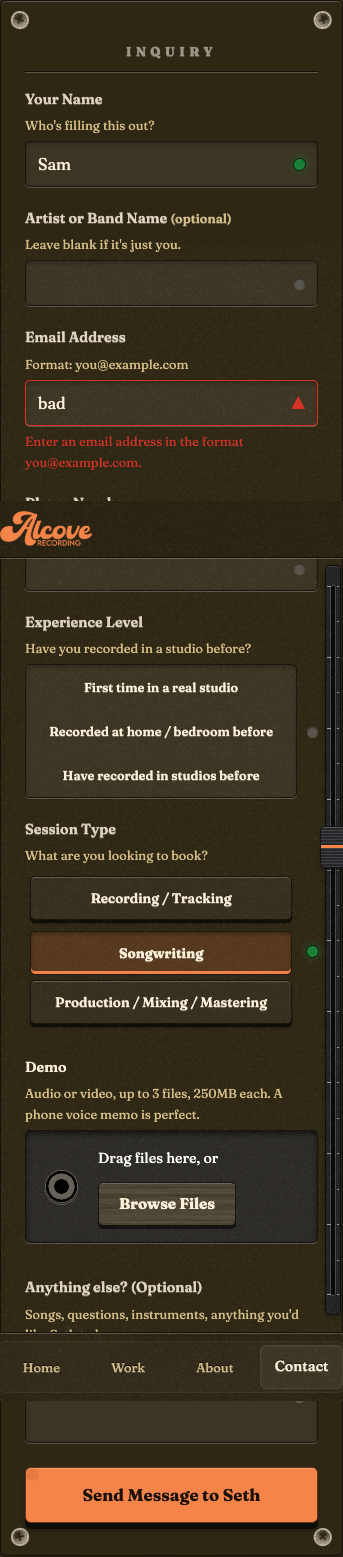 INQUIRY
Your Name
Who's filling this out?
Sam
Artist or Band Name (optional)
Leave blank if it's just you.
Email Address
Format: you@example.com
bad
Enter an email address in the format
you@example.com.
Alcove
RECORDING
Experience Level
Have you recorded in a studio before?
First time in a real studio
Recorded at home / bedroom before
Have recorded in studios before
Session Type
What are you looking to book?
Recording / Tracking
Songwriting
Production / Mixing / Mastering
Demo
Audio or video, up to 3 files, 250MB each. A
phone voice memo is perfect.
Drag files here, or
Browse Files
Anything else? (Optional)
Songs, questions, instruments, anything you'd
Home
Work
About
Contact
Send Message to Seth